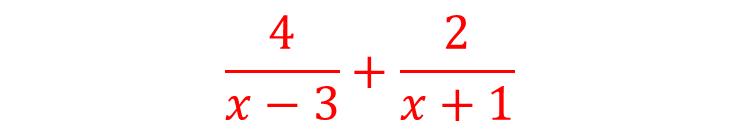 4/(x − 3) + 2/(x + 1)